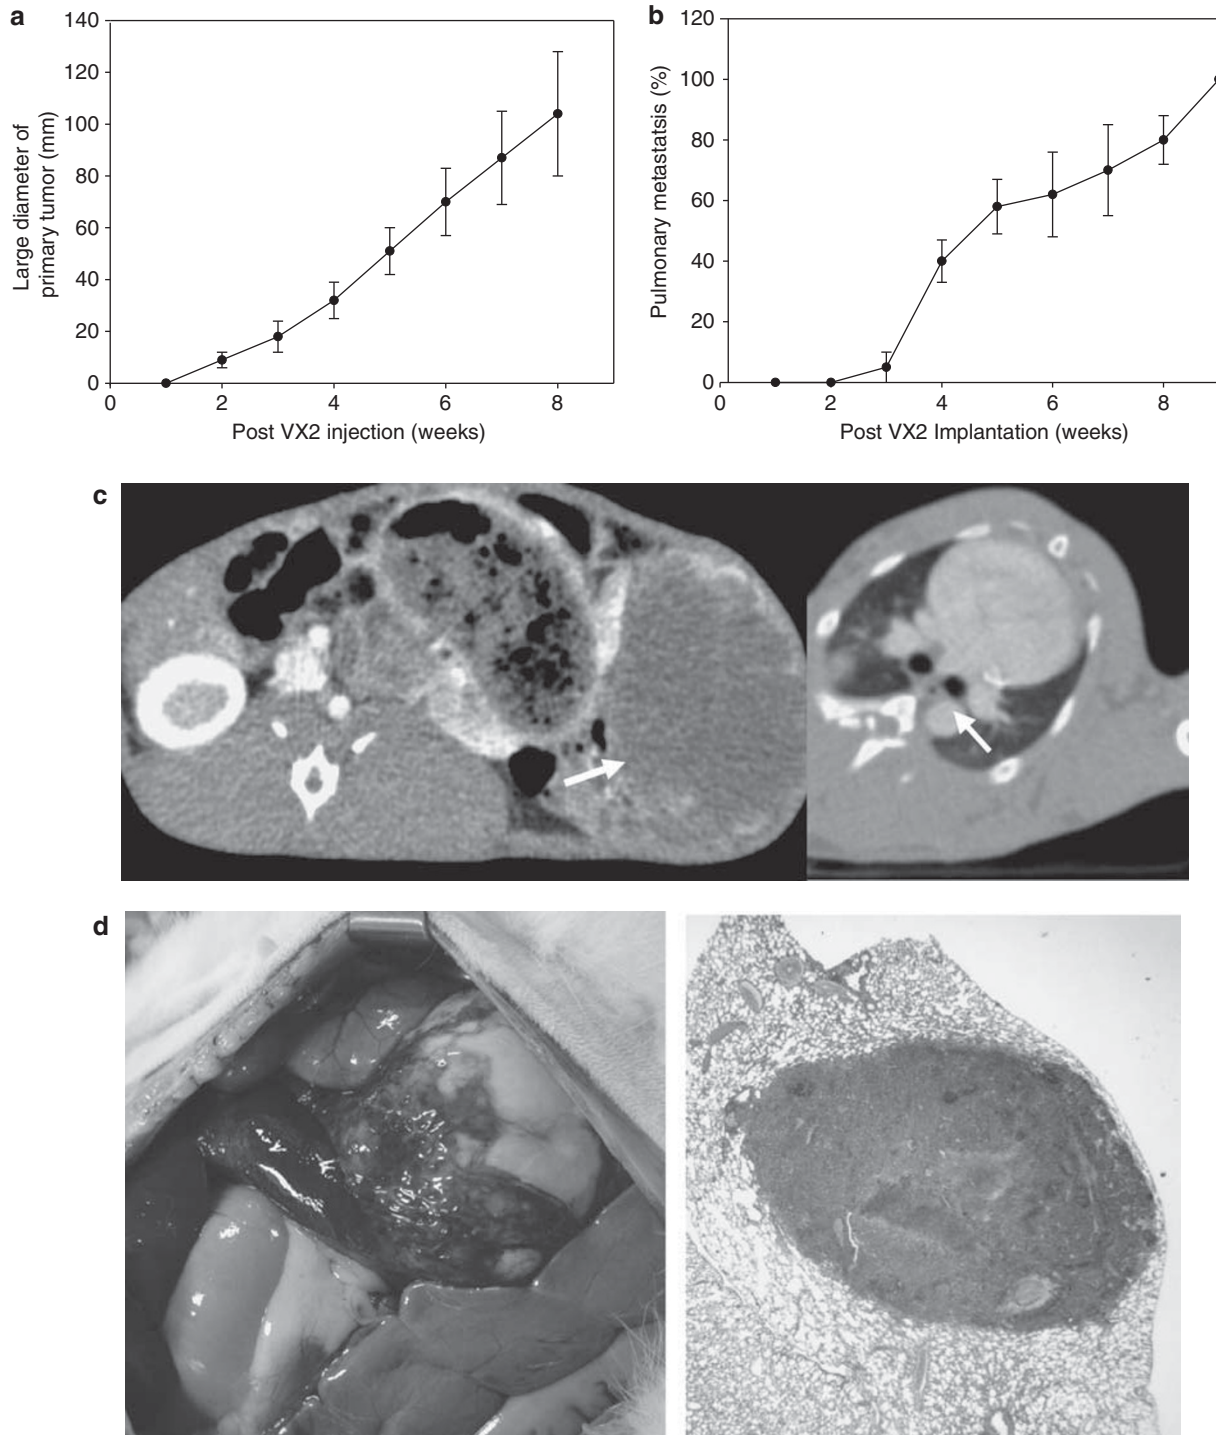 a
140
120
100
80
60
40
20
0
0 2 4 6 8
Large diameter of
primary tumor (mm)
Post VX2 injection (weeks)
b
120
100
80
60
40
20
0
0 2 4 6 8
Pulmonary metastatsis (%)
Post VX2 Implantation (weeks)
c
d